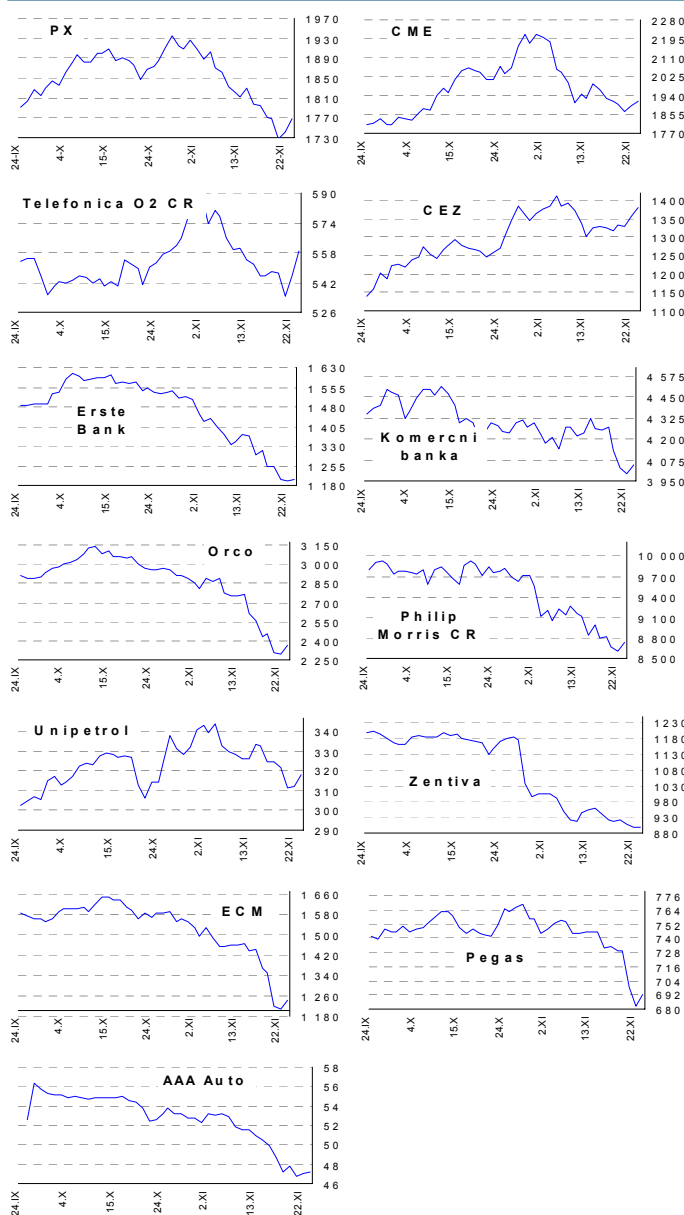 PX
1970
1930
1890
1850
1810
1770
1730
24.IX
4.X
15.X
24.X
2.XI
13.XI
22.XI
CME
2280
2195
2110
2025
1940
1855
1770
24.IX
4.X
15.X
24.X
2.XI
13.XI
22.XI
Telefonica O2 CR
590
574
558
542
526
24.IX
4.X
15.X
24.X
2.XI
13.XI
22.XI
CEZ
1400
1350
1300
1250
1200
1150
1100
24.IX
4.X
15.X
24.X
2.XI
13.XI
22.XI
Erste
Bank
1 630
1 555
1 480
1 405
1 330
1 255
1 180
24.IX
4.X
15.X
24.X
2.XI
13.XI
22.XI
Komercni
banka
4 575
4 450
4 325
4 200
4 075
3 950
24.IX
4.X
15.X
24.X
2.XI
13.XI
22.XI
Orco
3 150
3 000
2 850
2 700
2 550
2 400
2 250
24.IX
4.X
15.X
24.X
2.XI
13.XI
22.XI
Philip
Morris CR
10 000
9 700
9 400
9 100
8 800
8 500
24.IX
4.X
15.X
24.X
2.XI
13.XI
22.XI
Unipetrol
340
330
320
310
300
290
24.IX
4.X
15.X
24.X
2.XI
13.XI
22.XI
Zentiva
1230
1180
1130
1080
1030
980
930
880
24.IX
4.X
15.X
24.X
2.XI
13.XI
22.XI
ECM
1 660
1 580
1 500
1 420
1 340
1 260
1 180
24.IX
4.X
15.X
24.X
2.XI
13.XI
22.XI
Pegas
776
764
752
740
728
716
704
692
680
24.IX
4.X
15.X
24.X
2.XI
13.XI
22.XI
AAA Auto
58
56
54
52
50
48
46
24.IX
4.X
15.X
24.X
2.XI
13.XI
22.XI